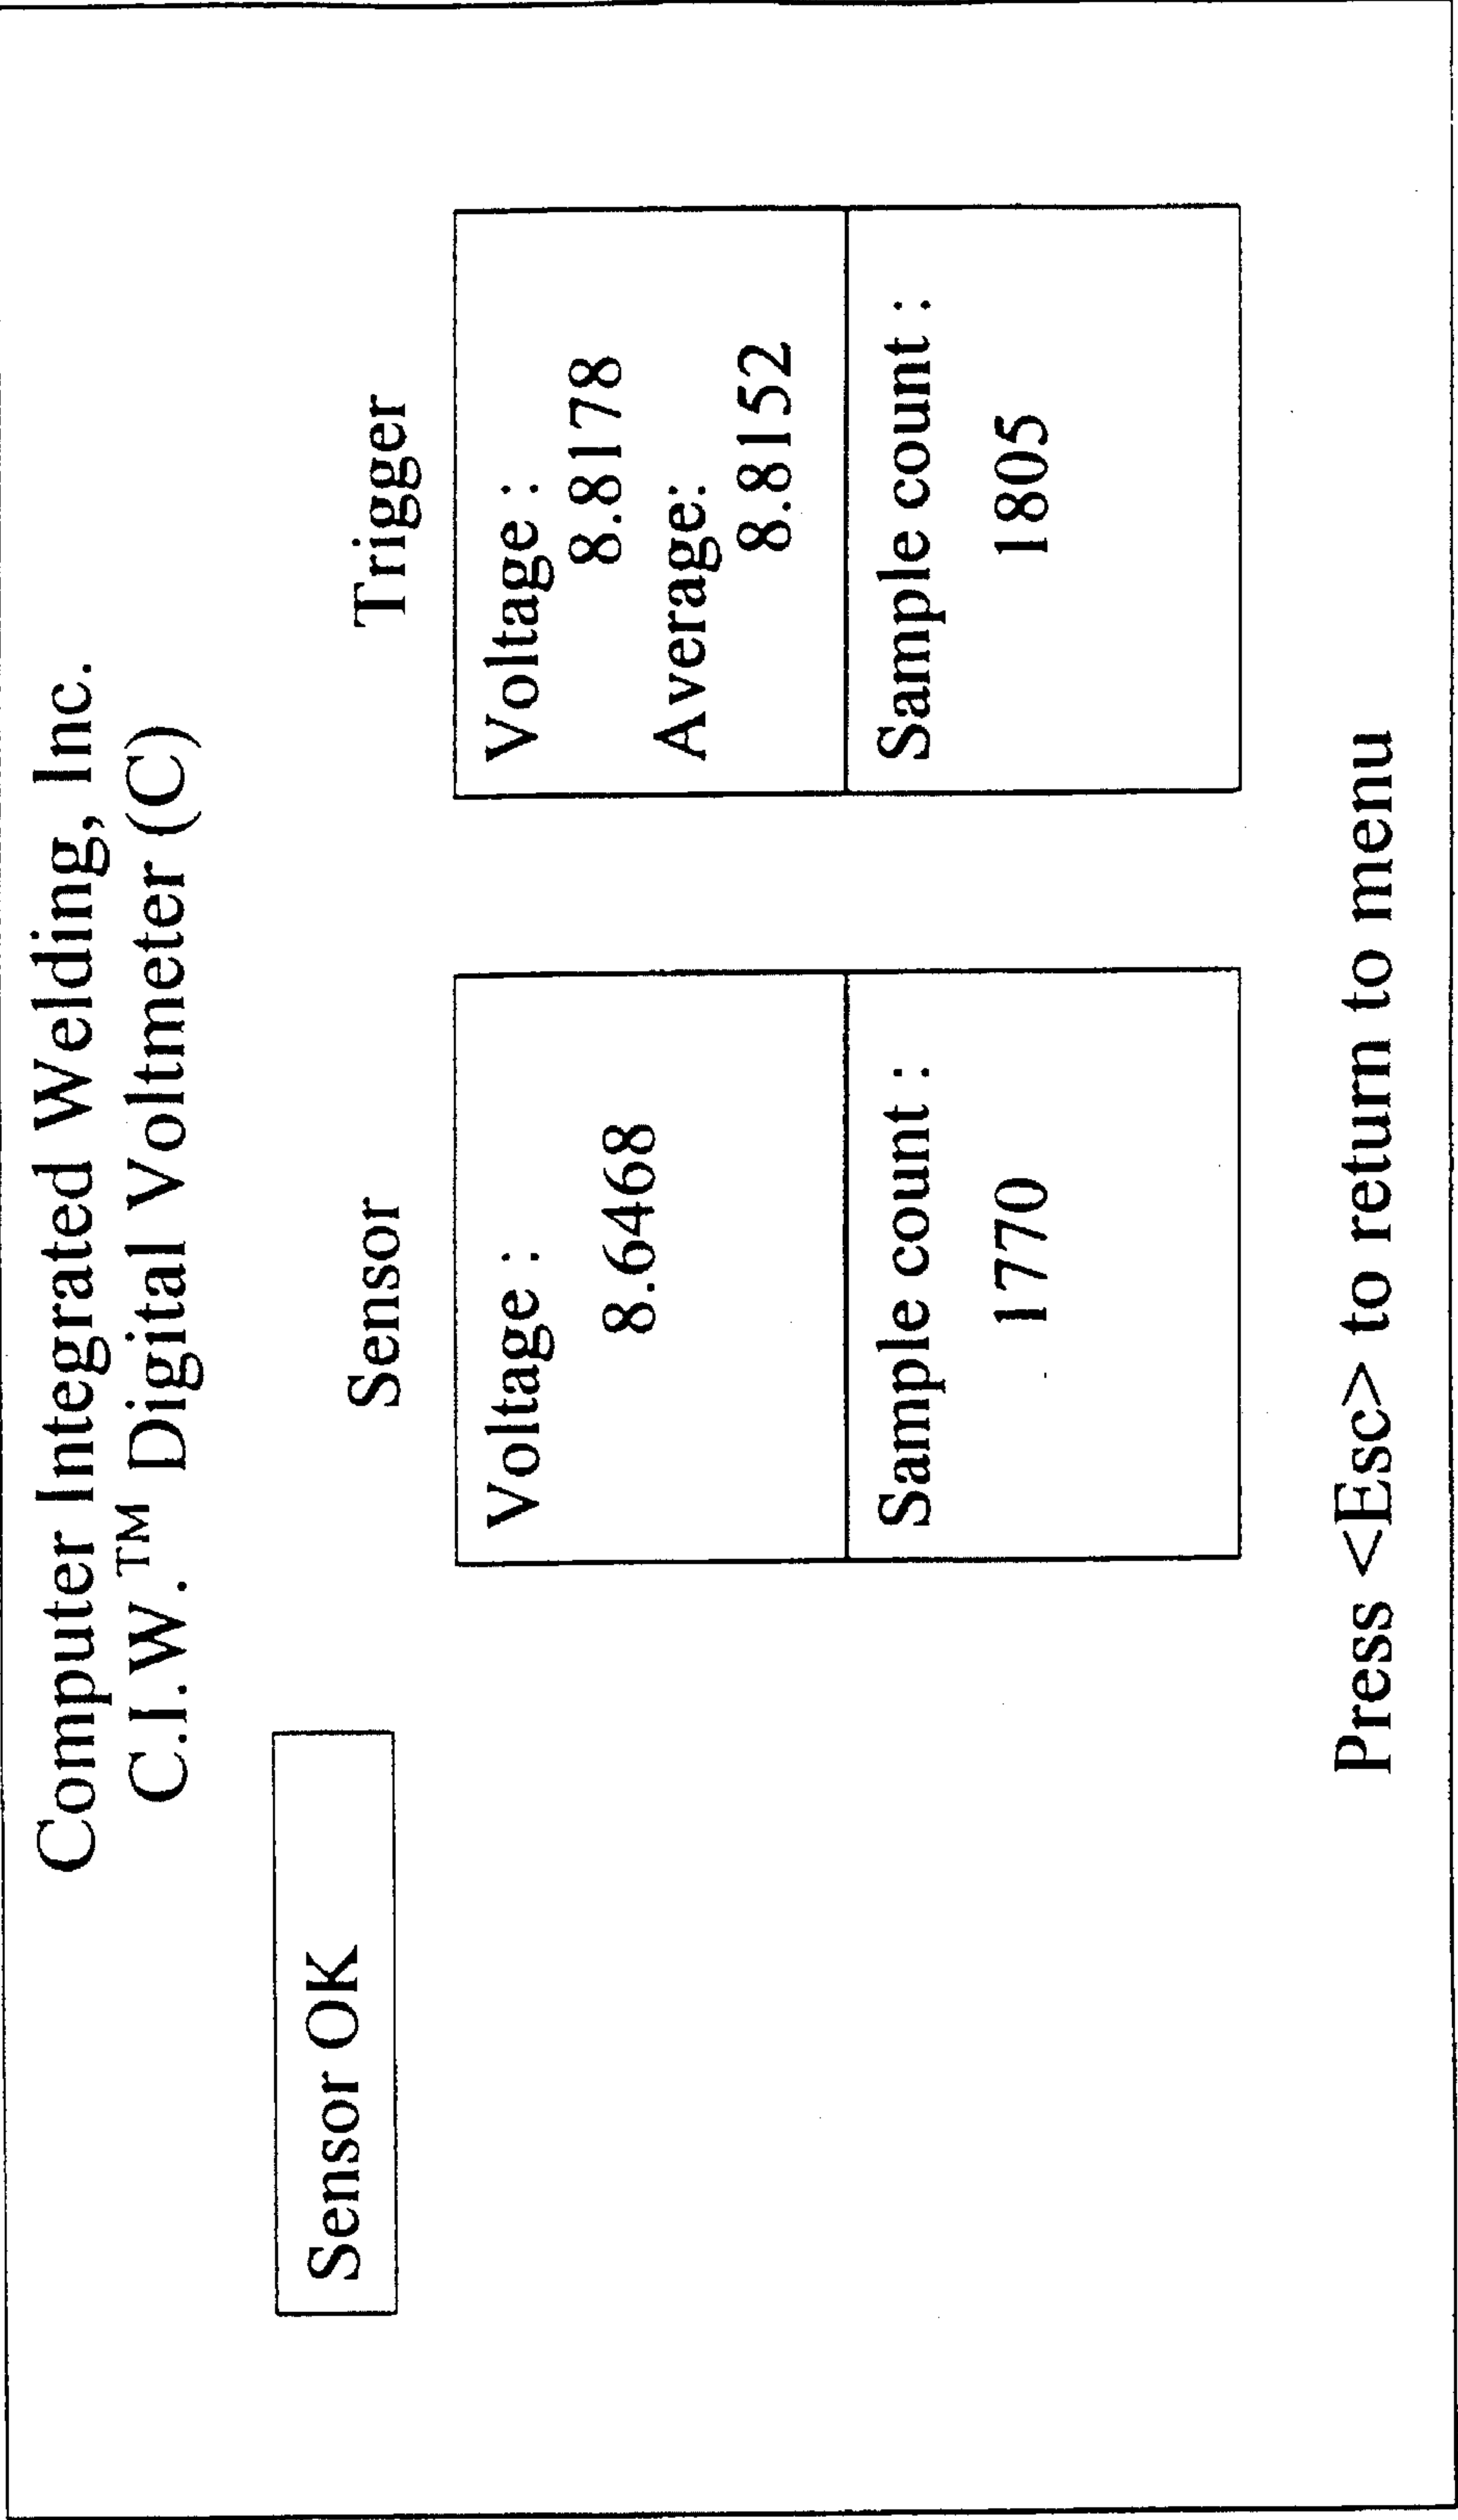 Computer Integrated Welding, Inc.
C.I.W.™ Digital Voltmeter (C)
Sensor OK
Sensor
Voltage :
8.6468
Sample count :
1770
Trigger
Voltage :
8.8178
Average:
8.8152
Sample count :
1805
Press <Esc> to return to menu